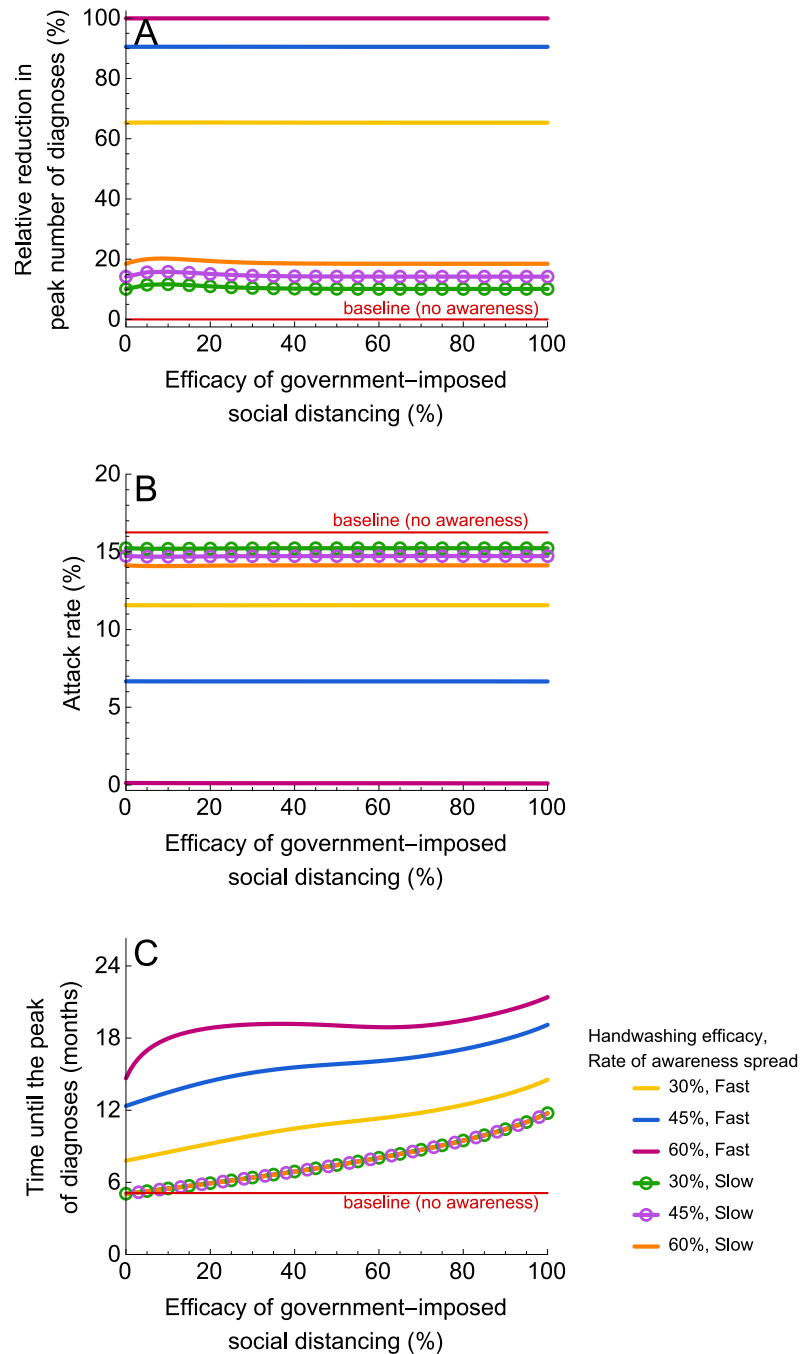 A
Relative reduction in
peak number of diagnoses (%)
100
80
60
40
20
0
baseline (no awareness)
0 20 40 60 80 100
Efficacy of government–imposed
social distancing (%)
B
Attack rate (%)
20
15
10
5
0
baseline (no awareness)
0 20 40 60 80 100
Efficacy of government–imposed
social distancing (%)
C
Time until the peak
of diagnoses (months)
24
18
12
6
0
baseline (no awareness)
0 20 40 60 80 100
Efficacy of government–imposed
social distancing (%)
Handwashing efficacy,
Rate of awareness spread
30%, Fast
45%, Fast
60%, Fast
30%, Slow
45%, Slow
60%, Slow